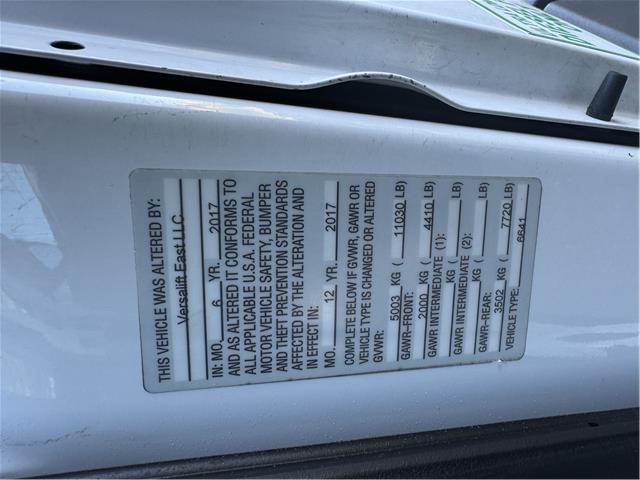 THIS VEHICLE WAS ALTERED BY:
Versalift East LLC
IN: MO. 6 YR. 2017
AND AS ALTERED IT CONFORMS TO
ALL APPLICABLE U.S.A. FEDERAL
MOTOR VEHICLE SAFETY, BUMPER
AND THEFT PREVENTION STANDARDS
AFFECTED BY THE ALTERATION AND
IN EFFECT IN:
MO. 12 YR. 2017
COMPLETE BELOW IF GVWR, GAWR OR
VEHICLE TYPE IS CHANGED OR ALTERED
GVWR:
5003 KG ( 11030 LB)
GAWR-FRONT:
2000 KG ( 4410 LB)
GAWR INTERMEDIATE (1):
KG ( LB)
GAWR INTERMEDIATE (2):
KG ( LB)
GAWR-REAR:
3502 KG ( 7720 LB)
VEHICLE TYPE: 6641